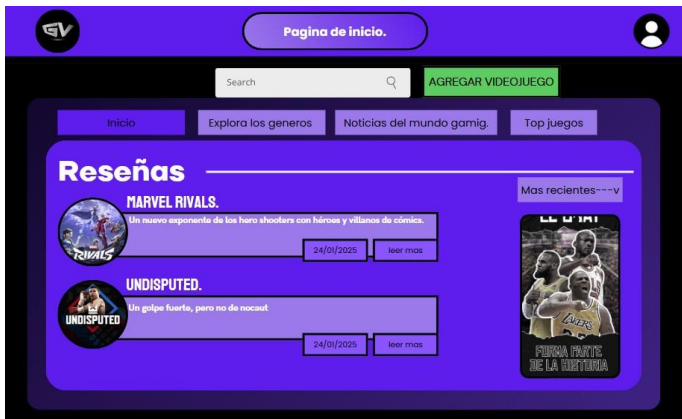 GV
Pagina de inicio.
Search
AGREGAR VIDEOJUEGO
Inicio
Explora los generos
Noticias del mundo gamig.
Top juegos
Reseñas
Mas recientes---v
MARVEL RIVALS.
Un nuevo exponente de los hero shooters con héroes y villanos de cómics.
RIVALS
24/01/2025
leer mas
UNDISPUTED.
Un golpe fuerte, pero no de nocaut
UNDISPUTED
24/01/2025
leer mas
LAKERS
FORMA PARTE
DE LA HISTORIA